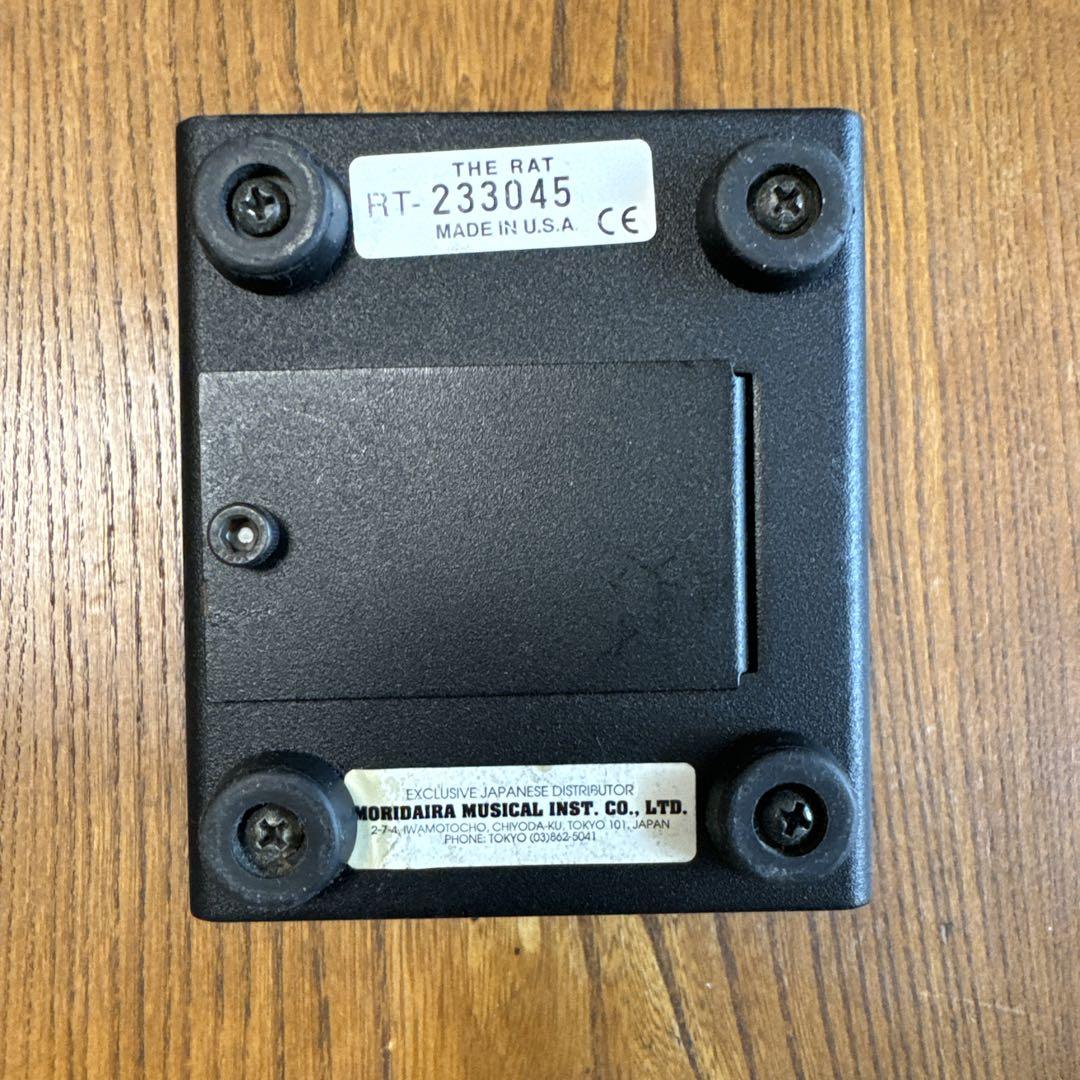 THE RAT
RT- 233045
MADE IN U.S.A. CE
EXCLUSIVE JAPANESE DISTRIBUTOR
MORIDAIRA MUSICAL INST. CO., LTD.
2-7-4, IWAMOTOCHO, CHIYODA-KU, TOKYO 101, JAPAN
PHONE: TOKYO (03)862-5041